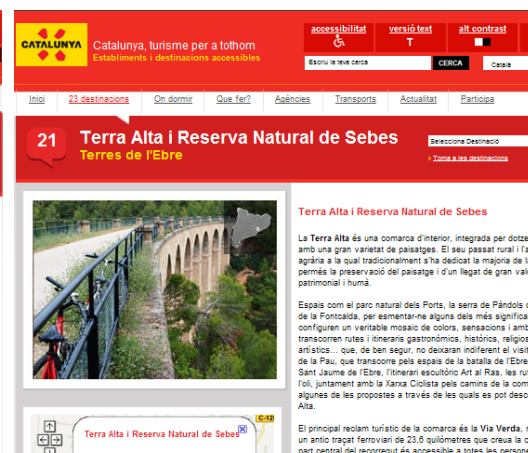 accessibilitat versió text alt contrast
T
CATALUNYA
Catalunya, turisme per a tothom
Establiments i destinacions accessibles
Escriu la teva cerca CERCA Català
Inici 23 destinacions On dormir Que fer? Agències Transports Actualitat Participa
21 Terra Alta i Reserva Natural de Sebes
Terres de l'Ebre
Selecciona Destinació
› Torna a les destinacions
Terra Alta i Reserva Natural de Sebes
La Terra Alta és una comarca d'interior, integrada per dotze
amb una gran varietat de paisatges. El seu passat rural i
agrària a la qual tradicionalment s'ha dedicat la majoria de
permés la preservació del paisatge i d'un llegat de gran
patrimonial i humà.
Espais com el parc natural dels Ports, la serra de Pàndols
de la Fontcalda, per esmentar-ne alguns dels més
configuren un veritable mosaic de colors, sensacions i
transcorren rutes i itineraris gastronòmics, històrics,
artístics... que, de ben segur, no deixaran indiferent el
de la Pau, que transcorre pels espais de la batalla de l'Ebre
Sant Jaume de l'Ebre, l'itinerari escultòric Art al Ras, les
l'oli, juntament amb la Xarxa Ciclista pels camins de la
algunes de les propostes a través de les quals es pot
Alta.
El principal reclam turístic de la comarca és la Via Verda,
un antic traçat ferroviari de 23,6 quilòmetres que creua la
part central del recorregut és accessible a totes les
C-12
Terra Alta i Reserva Natural de Sebes